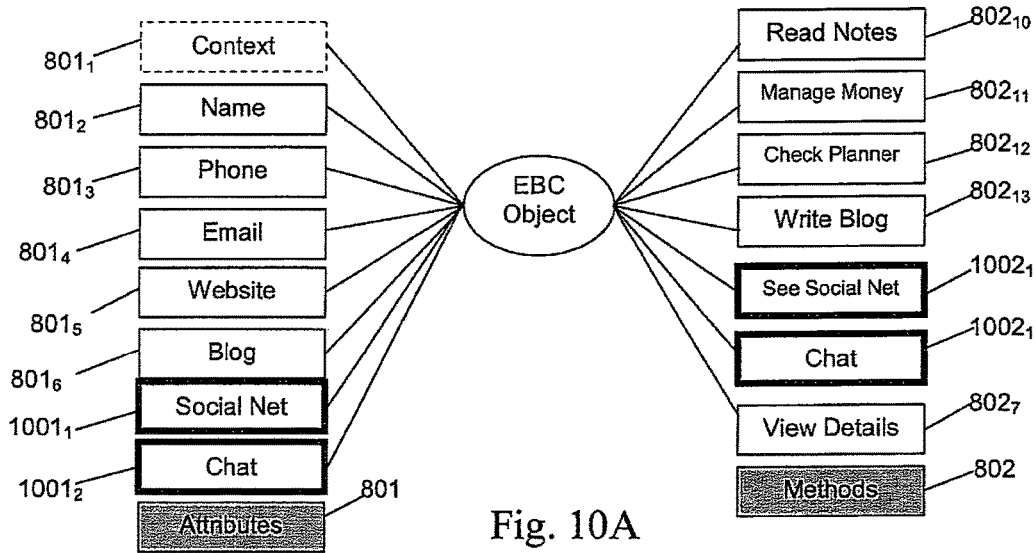 801₁
Context
801₂
Name
801₃
Phone
801₄
Email
801₅
Website
801₆
Blog
1001₁
Social Net
1001₂
Chat
801
Attributes
EBC
Object
Read Notes
802₁₀
Manage Money
802₁₁
Check Planner
802₁₂
Write Blog
802₁₃
See Social Net
1002₁
Chat
1002₁
View Details
802₇
Methods
802
Fig. 10A